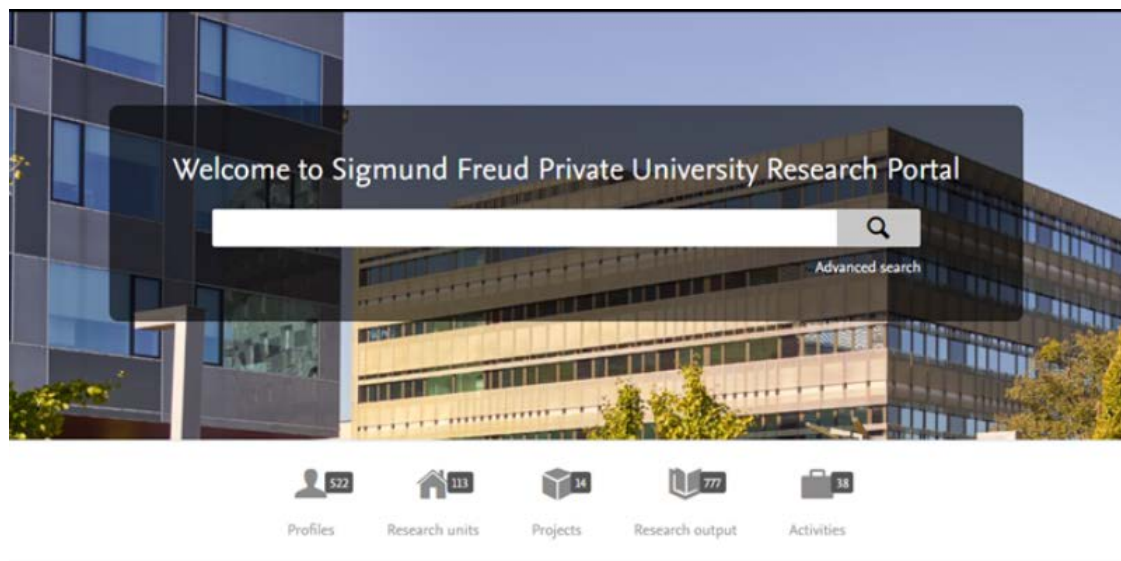 Welcome to Sigmund Freud Private University Research Portal
Advanced search
522 113 14 777 38
Profiles Research units Projects Research output Activities